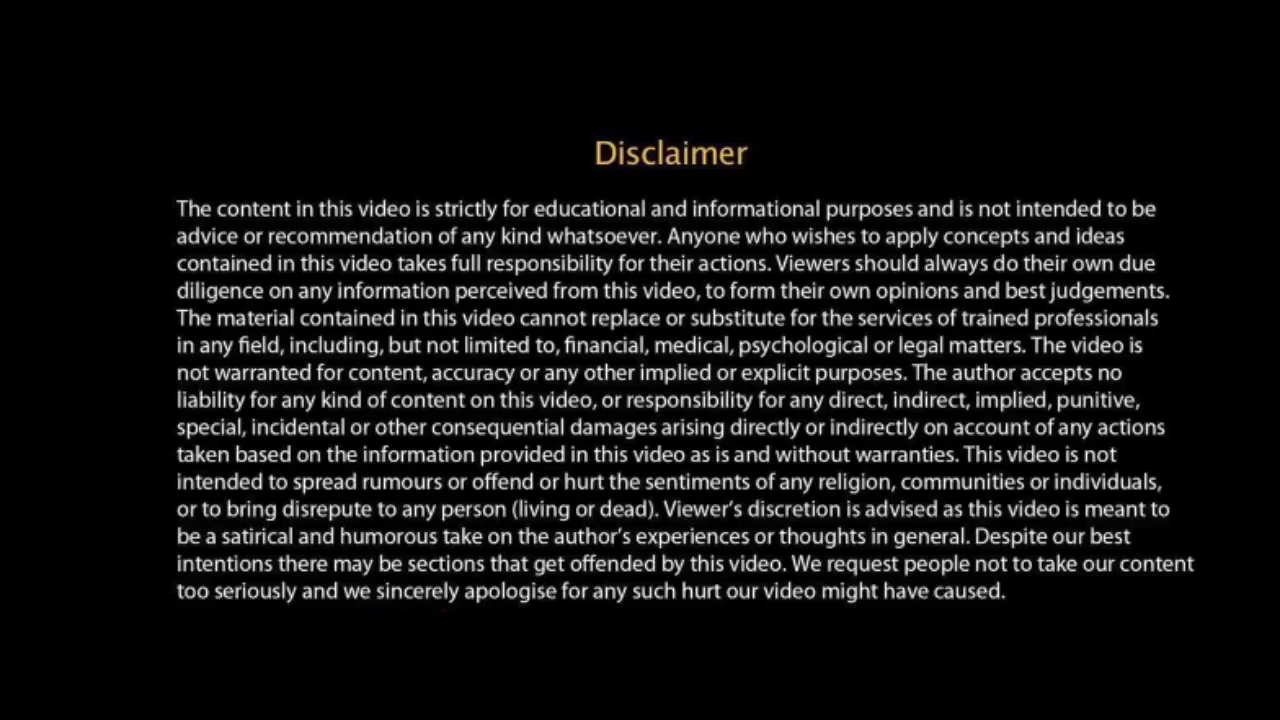 Disclaimer
The content in this video is strictly for educational and informational purposes and is not intended to be
advice or recommendation of any kind whatsoever. Anyone who wishes to apply concepts and ideas
contained in this video takes full responsibility for their actions. Viewers should always do their own due
diligence on any information perceived from this video, to form their own opinions and best judgements.
The material contained in this video cannot replace or substitute for the services of trained professionals
in any field, including, but not limited to, financial, medical, psychological or legal matters. The video is
not warranted for content, accuracy or any other implied or explicit purposes. The author accepts no
liability for any kind of content on this video, or responsibility for any direct, indirect, implied, punitive,
special, incidental or other consequential damages arising directly or indirectly on account of any actions
taken based on the information provided in this video as is and without warranties. This video is not
intended to spread rumours or offend or hurt the sentiments of any religion, communities or individuals,
or to bring disrepute to any person (living or dead). Viewer's discretion is advised as this video is meant to
be a satirical and humorous take on the author's experiences or thoughts in general. Despite our best
intentions there may be sections that get offended by this video. We request people not to take our content
too seriously and we sincerely apologise for any such hurt our video might have caused.